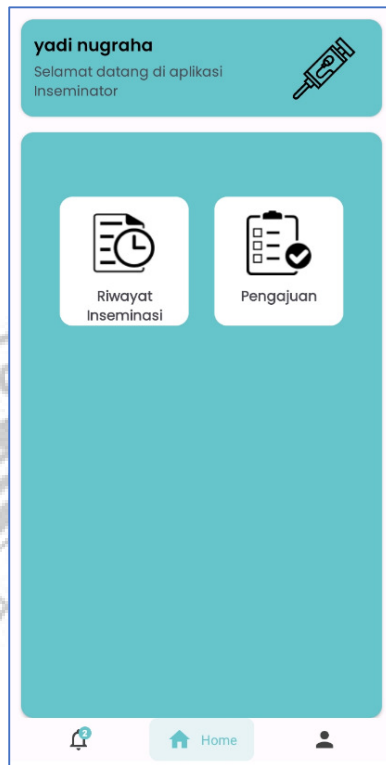 yadi nugraha
Selamat datang di aplikasi
Inseminator
Riwayat
Inseminasi
Pengajuan
2
Home